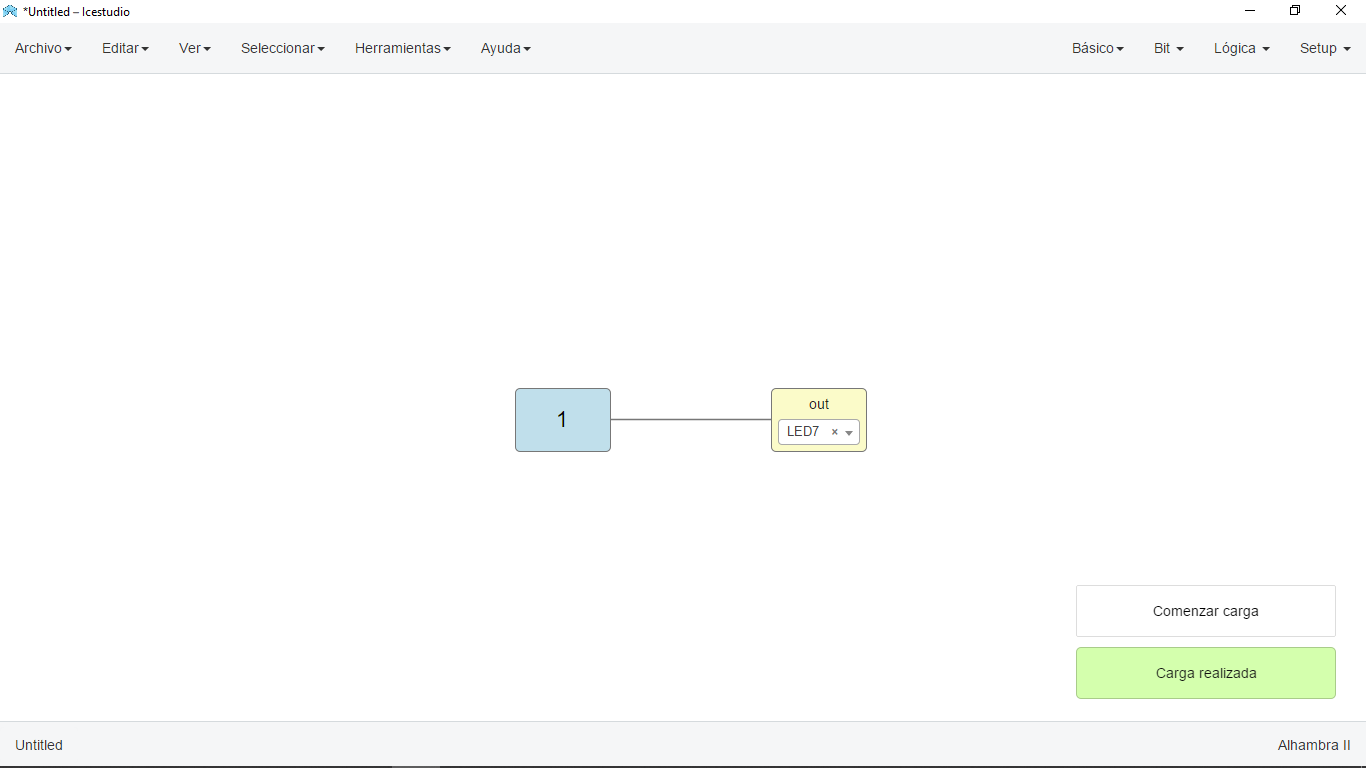 *Untitled – Icestudio
Archivo Editar Ver Seleccionar Herramientas Ayuda Básico Bit Lógica Setup
1
out
LED7 ×
Comenzar carga
Carga realizada
Untitled Alhambra II